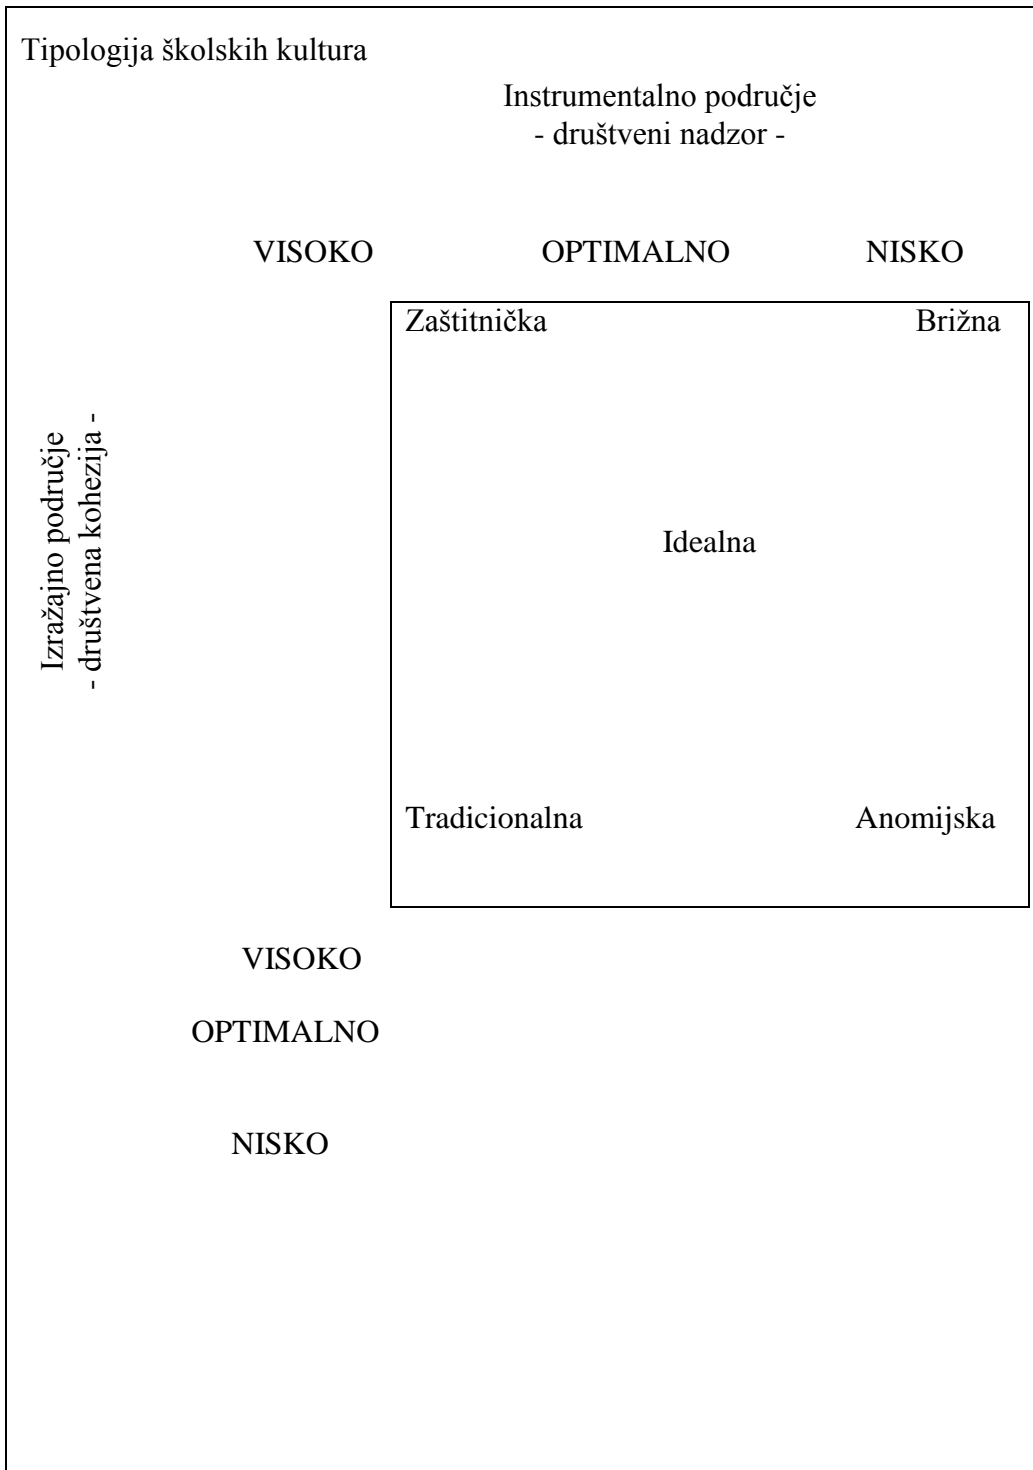 Tipologija školskih kultura
Instrumentalno područje
- društveni nadzor -
VISOKO OPTIMALNO NISKO
Zaštitnička Brižna
Izražajno područje
- društvena kohezija -
Idealna
Tradicionalna Anomijska
VISOKO
OPTIMALNO
NISKO